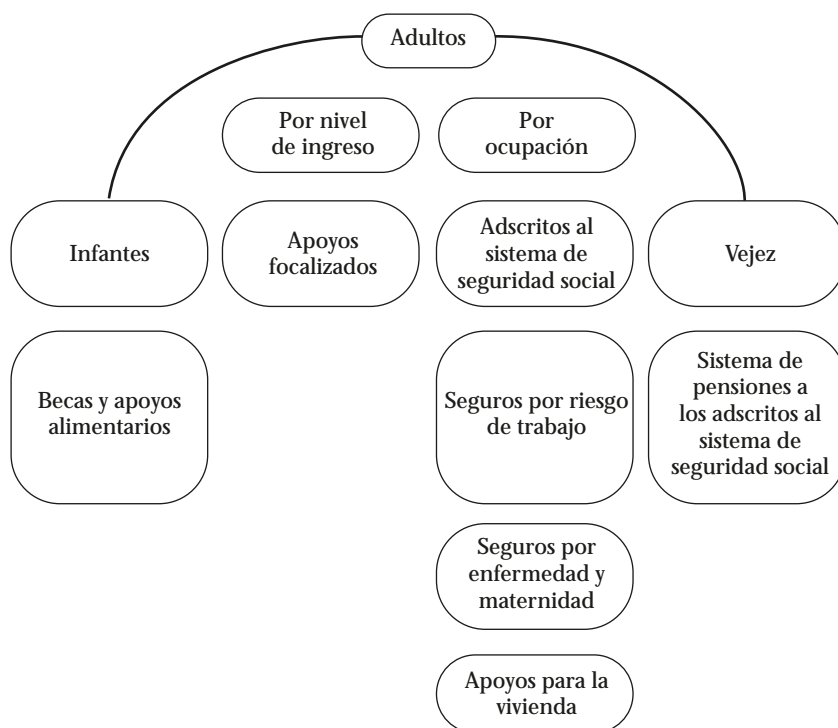 Adultos
Por nivel
de ingreso
Por
ocupación
Infantes
Apoyos
focalizados
Adscritos al
sistema de
seguridad social
Vejez
Becas y apoyos
alimentarios
Seguros por riesgo
de trabajo
Sistema de
pensiones a
los adscritos al
sistema de
seguridad social
Seguros por
enfermedad y
maternidad
Apoyos para la
vivienda